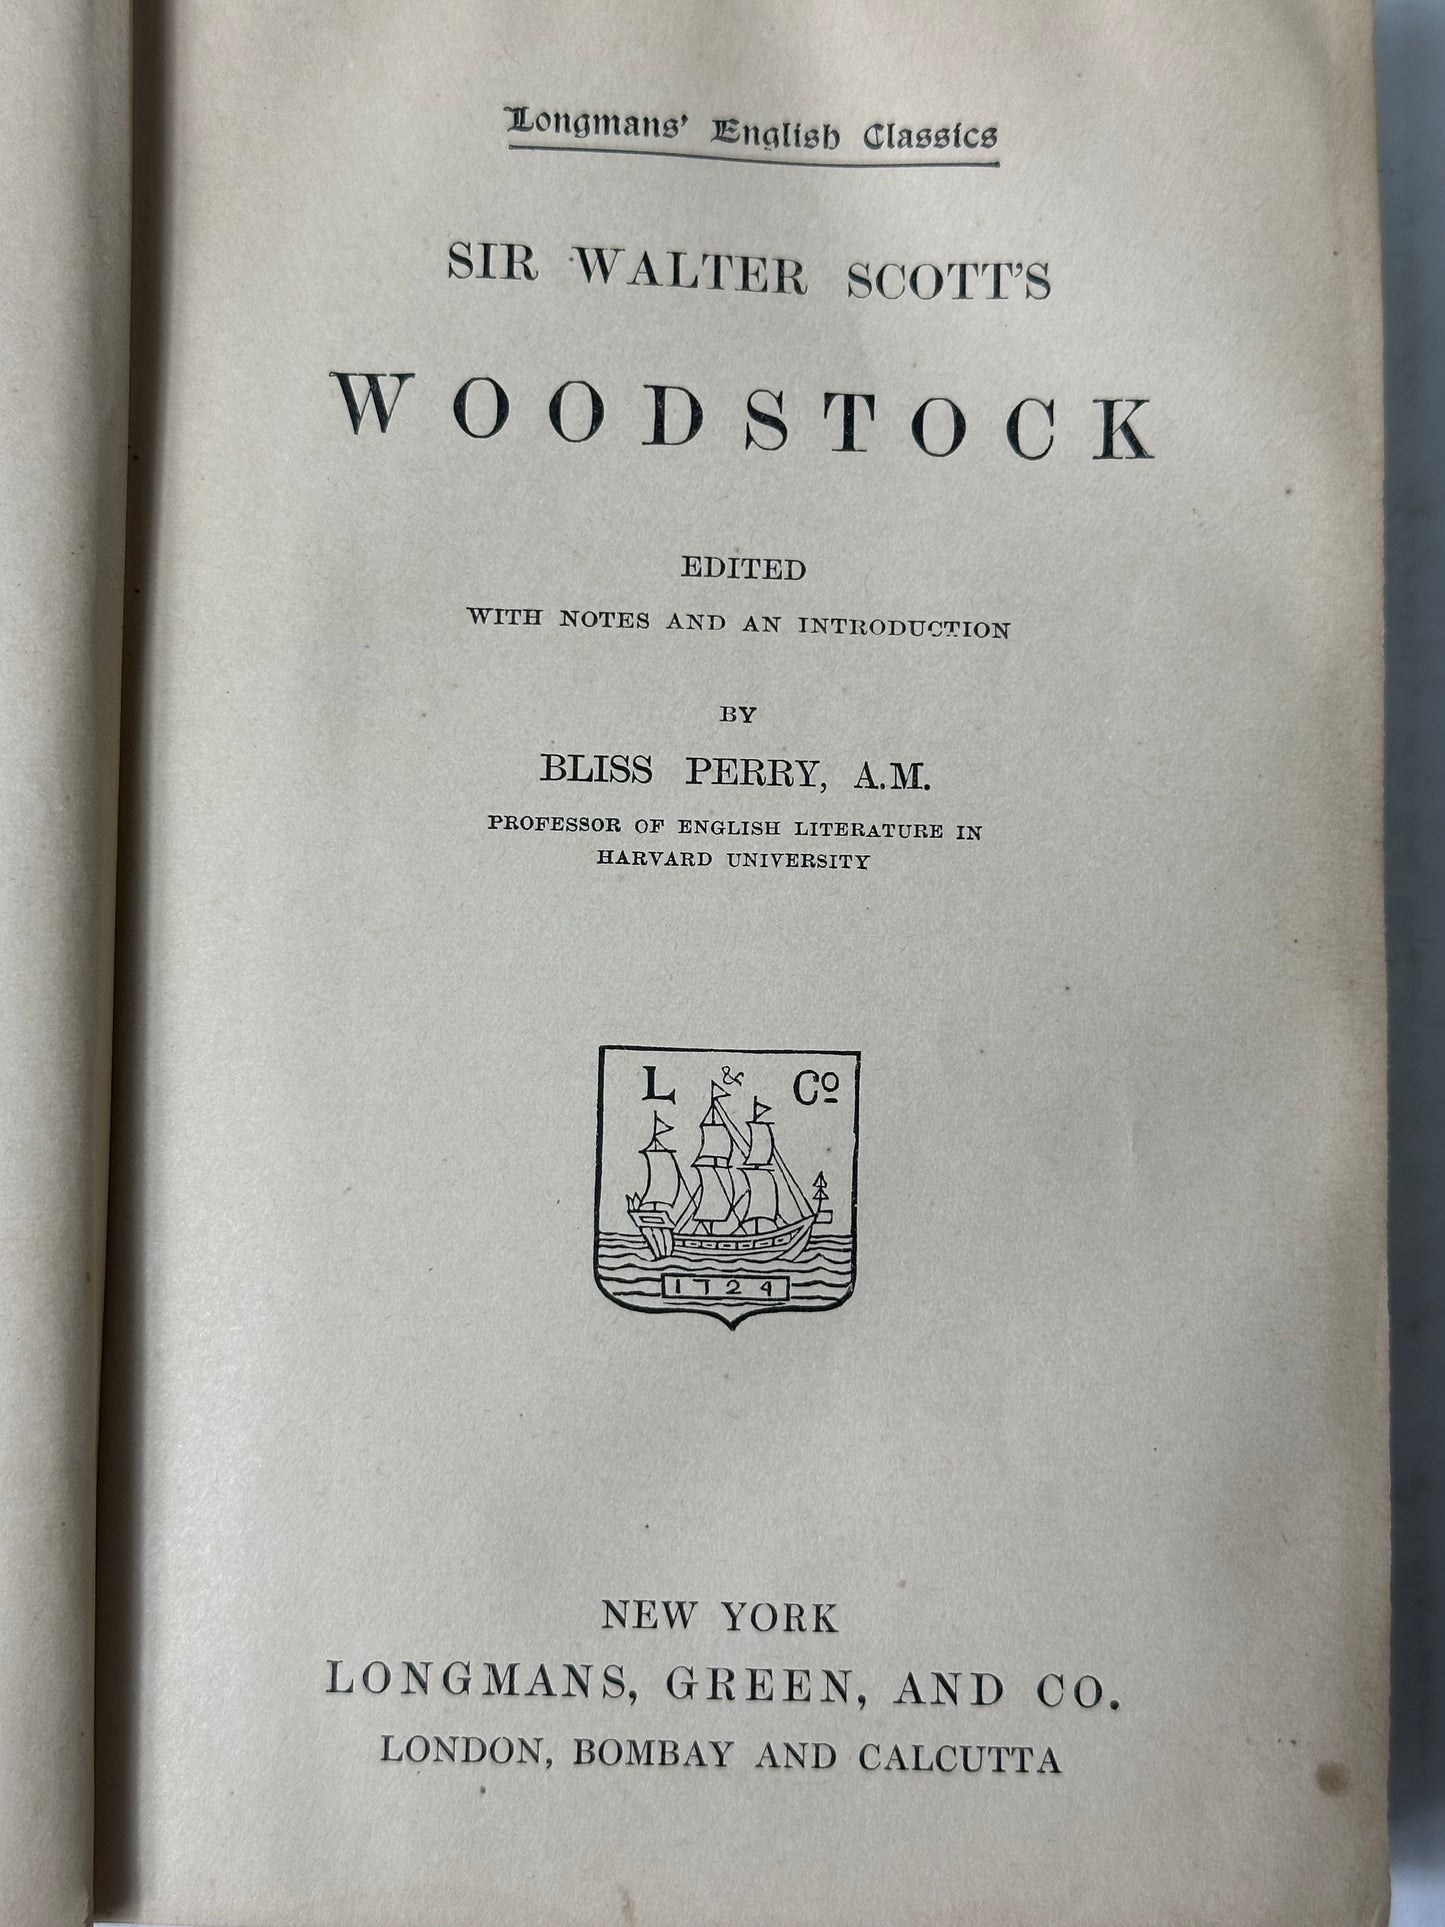 Longmans' English Classics
SIR WALTER SCOTT'S
WOODSTOCK
EDITED
WITH NOTES AND AN INTRODUCTION
BY
BLISS PERRY, A.M.
PROFESSOR OF ENGLISH LITERATURE IN
HARVARD UNIVERSITY
L & Co
1724
NEW YORK
LONGMANS, GREEN, AND CO.
LONDON, BOMBAY AND CALCUTTA